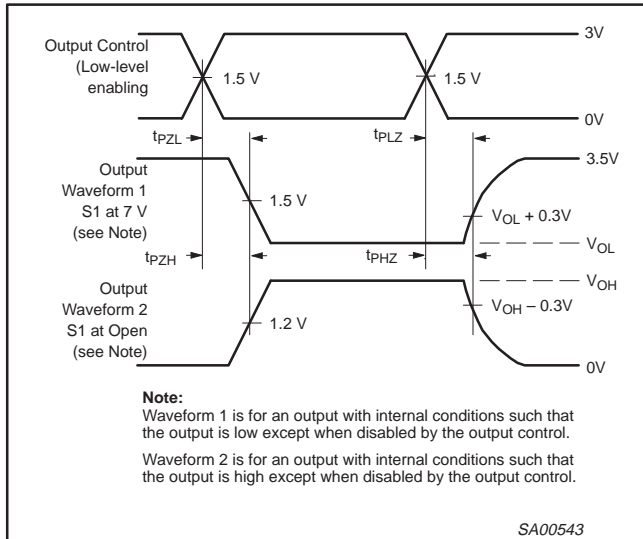 Output Control
(Low-level
enabling
3V
1.5 V
1.5 V
0V
tPZL
tPLZ
Output
Waveform 1
S1 at 7 V
(see Note)
3.5V
1.5 V
VOL + 0.3V
VOL
tPZH
tPHZ
VOH
Output
Waveform 2
S1 at Open
(see Note)
VOH – 0.3V
1.2 V
0V
Note:
Waveform 1 is for an output with internal conditions such that
the output is low except when disabled by the output control.
Waveform 2 is for an output with internal conditions such that
the output is high except when disabled by the output control.
SA00543